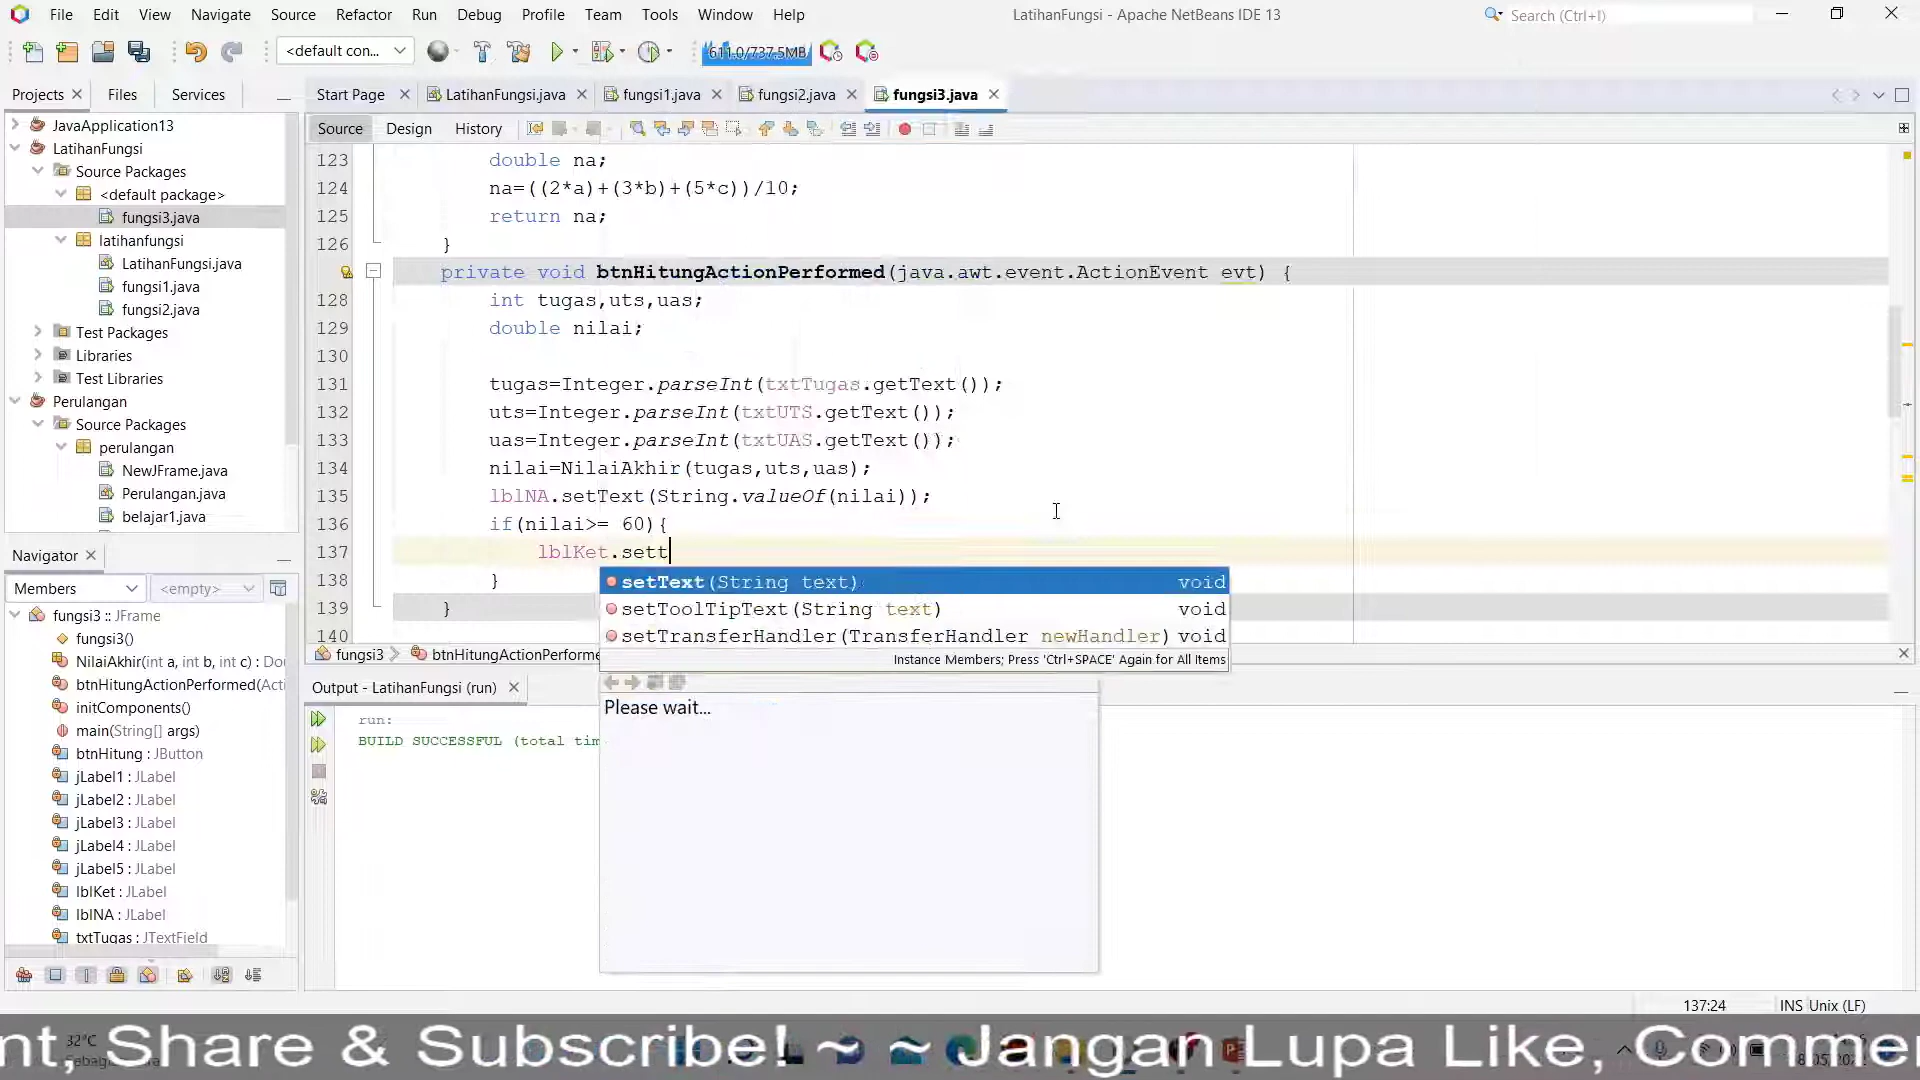 File Edit View Navigate Source Refactor Run Debug Profile Team Tools Window Help
LatihanFungsi - Apache NetBeans IDE 13
Search (Ctrl+I)
<default con...
611.0/737.5MB
Projects Files Services
Start Page LatihanFungsi.java fungsi1.java fungsi2.java fungsi3.java
Source Design History
JavaApplication13
LatihanFungsi
Source Packages
<default package>
fungsi3.java
latihanfungsi
LatihanFungsi.java
fungsi1.java
fungsi2.java
Test Packages
Libraries
Test Libraries
Perulangan
Source Packages
perulangan
NewJFrame.java
Perulangan.java
belajar1.java
123 double na;
124 na=((2*a)+(3*b)+(5*c))/10;
125 return na;
126 }
private void btnHitungActionPerformed(java.awt.event.ActionEvent evt) {
128 int tugas,uts,uas;
129 double nilai;
130
131 tugas=Integer.parseInt(txtTugas.getText());
132 uts=Integer.parseInt(txtUTS.getText());
133 uas=Integer.parseInt(txtUAS.getText());
134 nilai=NilaiAkhir(tugas,uts,uas);
135 lblNA.setText(String.valueOf(nilai));
136 if(nilai>= 60){
137 lblKet.sett
138 }
139 }
140
setText(String text) void
setToolTipText(String text) void
setTransferHandler(TransferHandler newHandler) void
Instance Members; Press 'Ctrl+SPACE' Again for All Items
Please wait...
fungsi3 btnHitungActionPerforme
Navigator
Members <empty>
fungsi3 :: JFrame
fungsi3()
NilaiAkhir(int a, int b, int c) : Do
btnHitungActionPerformed(Acti
initComponents()
main(String[] args)
btnHitung : JButton
jLabel1 : JLabel
jLabel2 : JLabel
jLabel3 : JLabel
jLabel4 : JLabel
jLabel5 : JLabel
lblKet : JLabel
lblNA : JLabel
txtTugas : JTextField
Output - LatihanFungsi (run)
run:
BUILD SUCCESSFUL (total tim
137:24 INS Unix (LF)
32°C
nt, Share & Subscribe! ~ ~ Jangan Lupa Like, Comme